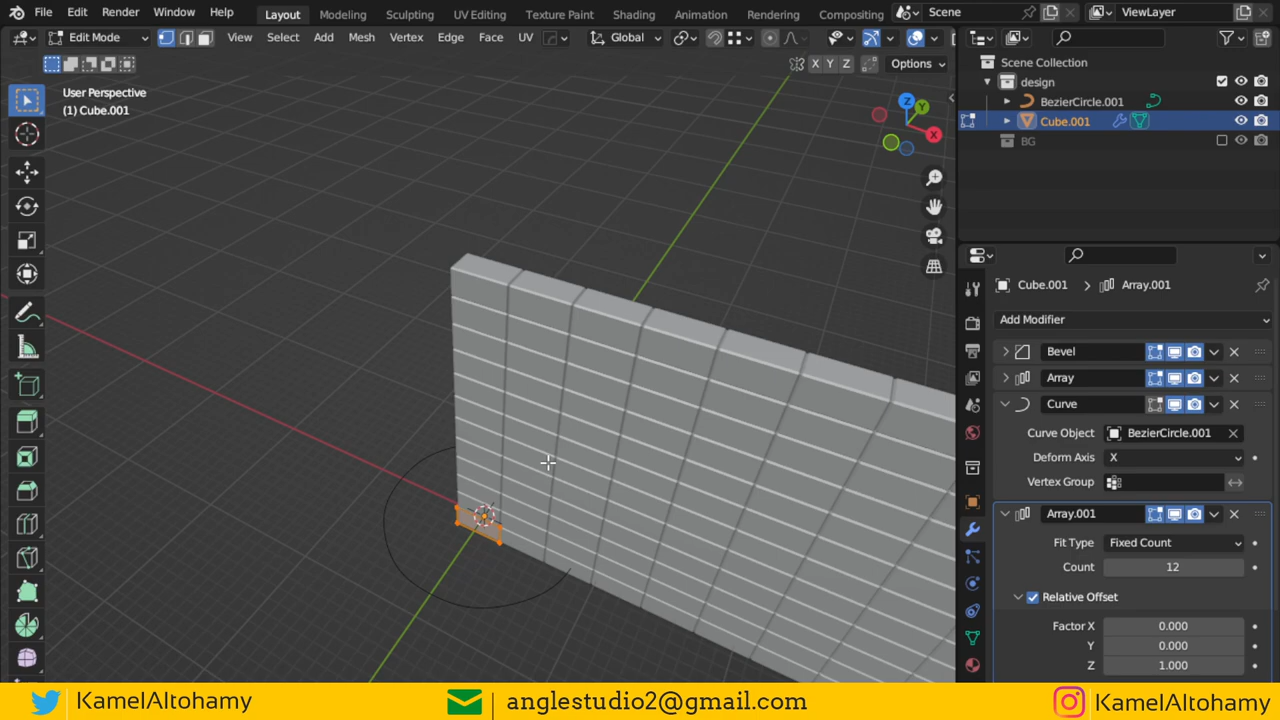 File Edit Render Window Help Layout Modeling Sculpting UV Editing Texture Paint Shading Animation Rendering Compositing Scene ViewLayer
Edit Mode View Select Add Mesh Vertex Edge Face UV Global
X Y Z Options
User Perspective
(1) Cube.001
Z Y X
Scene Collection
design
BezierCircle.001
Cube.001
BG
Cube.001 Array.001
Add Modifier
Bevel
Array
Curve
Curve Object BezierCircle.001
Deform Axis X
Vertex Group
Array.001
Fit Type Fixed Count
Count 12
Relative Offset
Factor X 0.000
Y 0.000
Z 1.000
KamelAltohamy anglestudio2@gmail.com KamelAltohamy